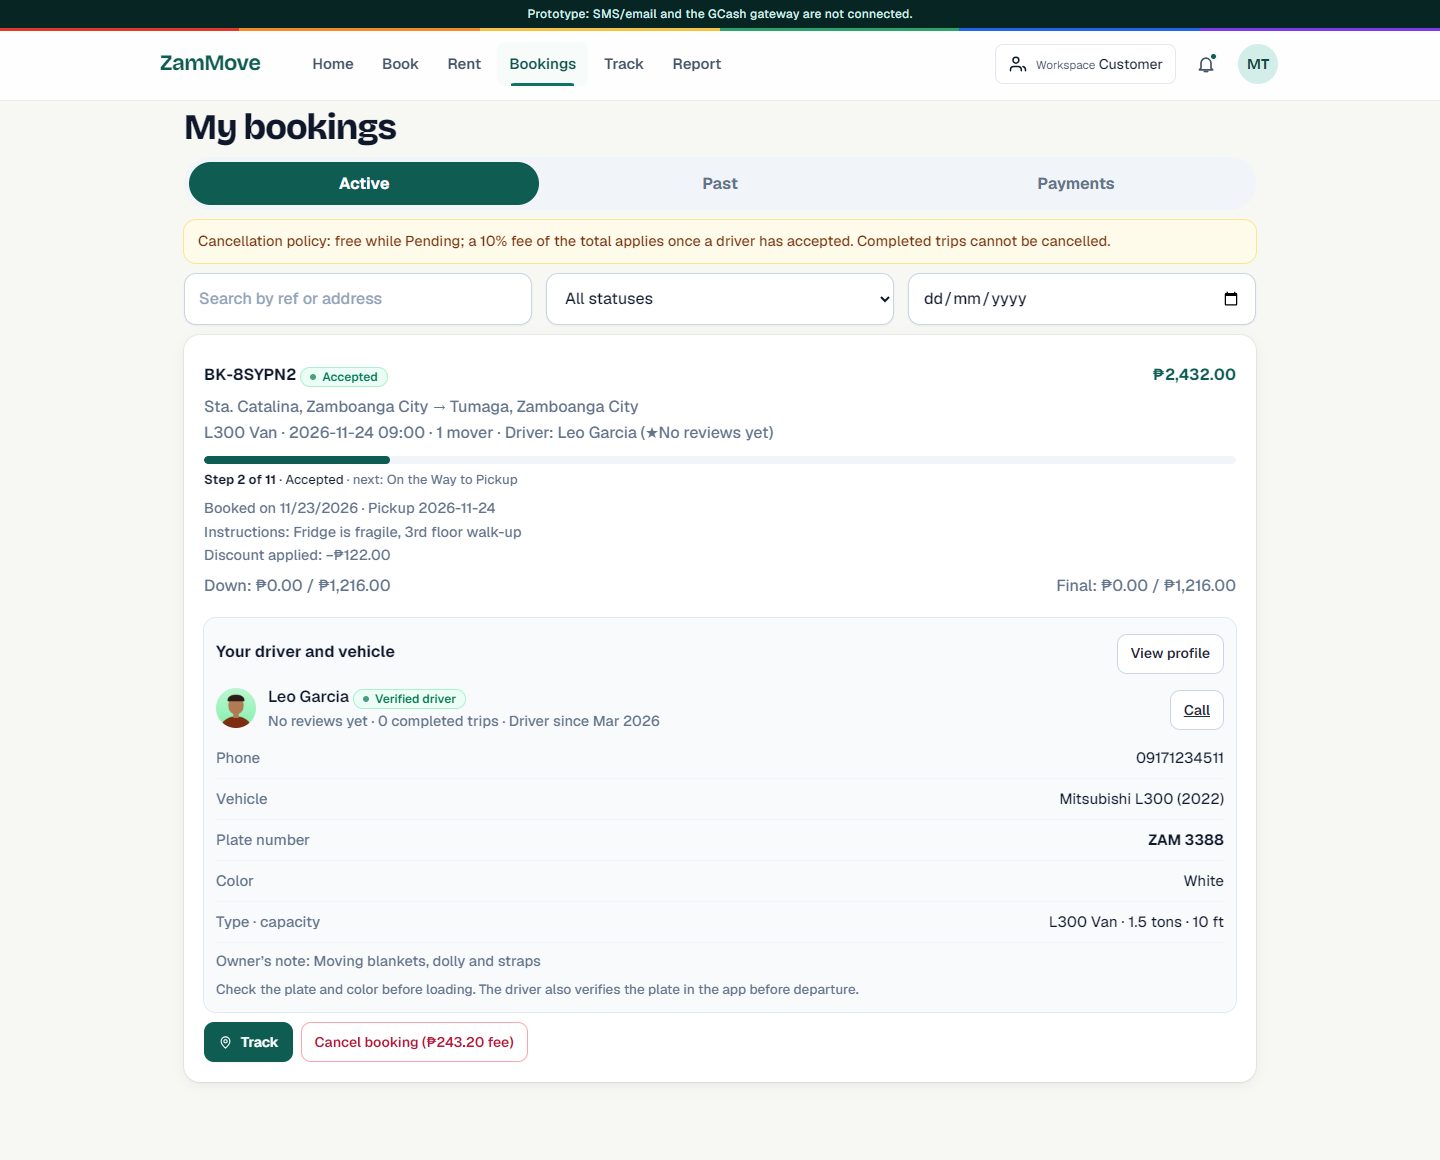 Prototype: SMS/email and the GCash gateway are not connected.
ZamMove
Home
Book
Rent
Bookings
Track
Report
Workspace Customer
MT
My bookings
Active
Past
Payments
Cancellation policy: free while Pending; a 10% fee of the total applies once a driver has accepted. Completed trips cannot be cancelled.
Search by ref or address
All statuses
dd/mm/yyyy
BK-8SYPN2
Accepted
₱2,432.00
Sta. Catalina, Zamboanga City → Tumaga, Zamboanga City
L300 Van · 2026-11-24 09:00 · 1 mover · Driver: Leo Garcia (★No reviews yet)
Step 2 of 11 · Accepted · next: On the Way to Pickup
Booked on 11/23/2026 · Pickup 2026-11-24
Instructions: Fridge is fragile, 3rd floor walk-up
Discount applied: −₱122.00
Down: ₱0.00 / ₱1,216.00
Final: ₱0.00 / ₱1,216.00
Your driver and vehicle
View profile
Leo Garcia
Verified driver
No reviews yet · 0 completed trips · Driver since Mar 2026
Call
Phone
09171234511
Vehicle
Mitsubishi L300 (2022)
Plate number
ZAM 3388
Color
White
Type · capacity
L300 Van · 1.5 tons · 10 ft
Owner's note: Moving blankets, dolly and straps
Check the plate and color before loading. The driver also verifies the plate in the app before departure.
Track
Cancel booking (₱243.20 fee)